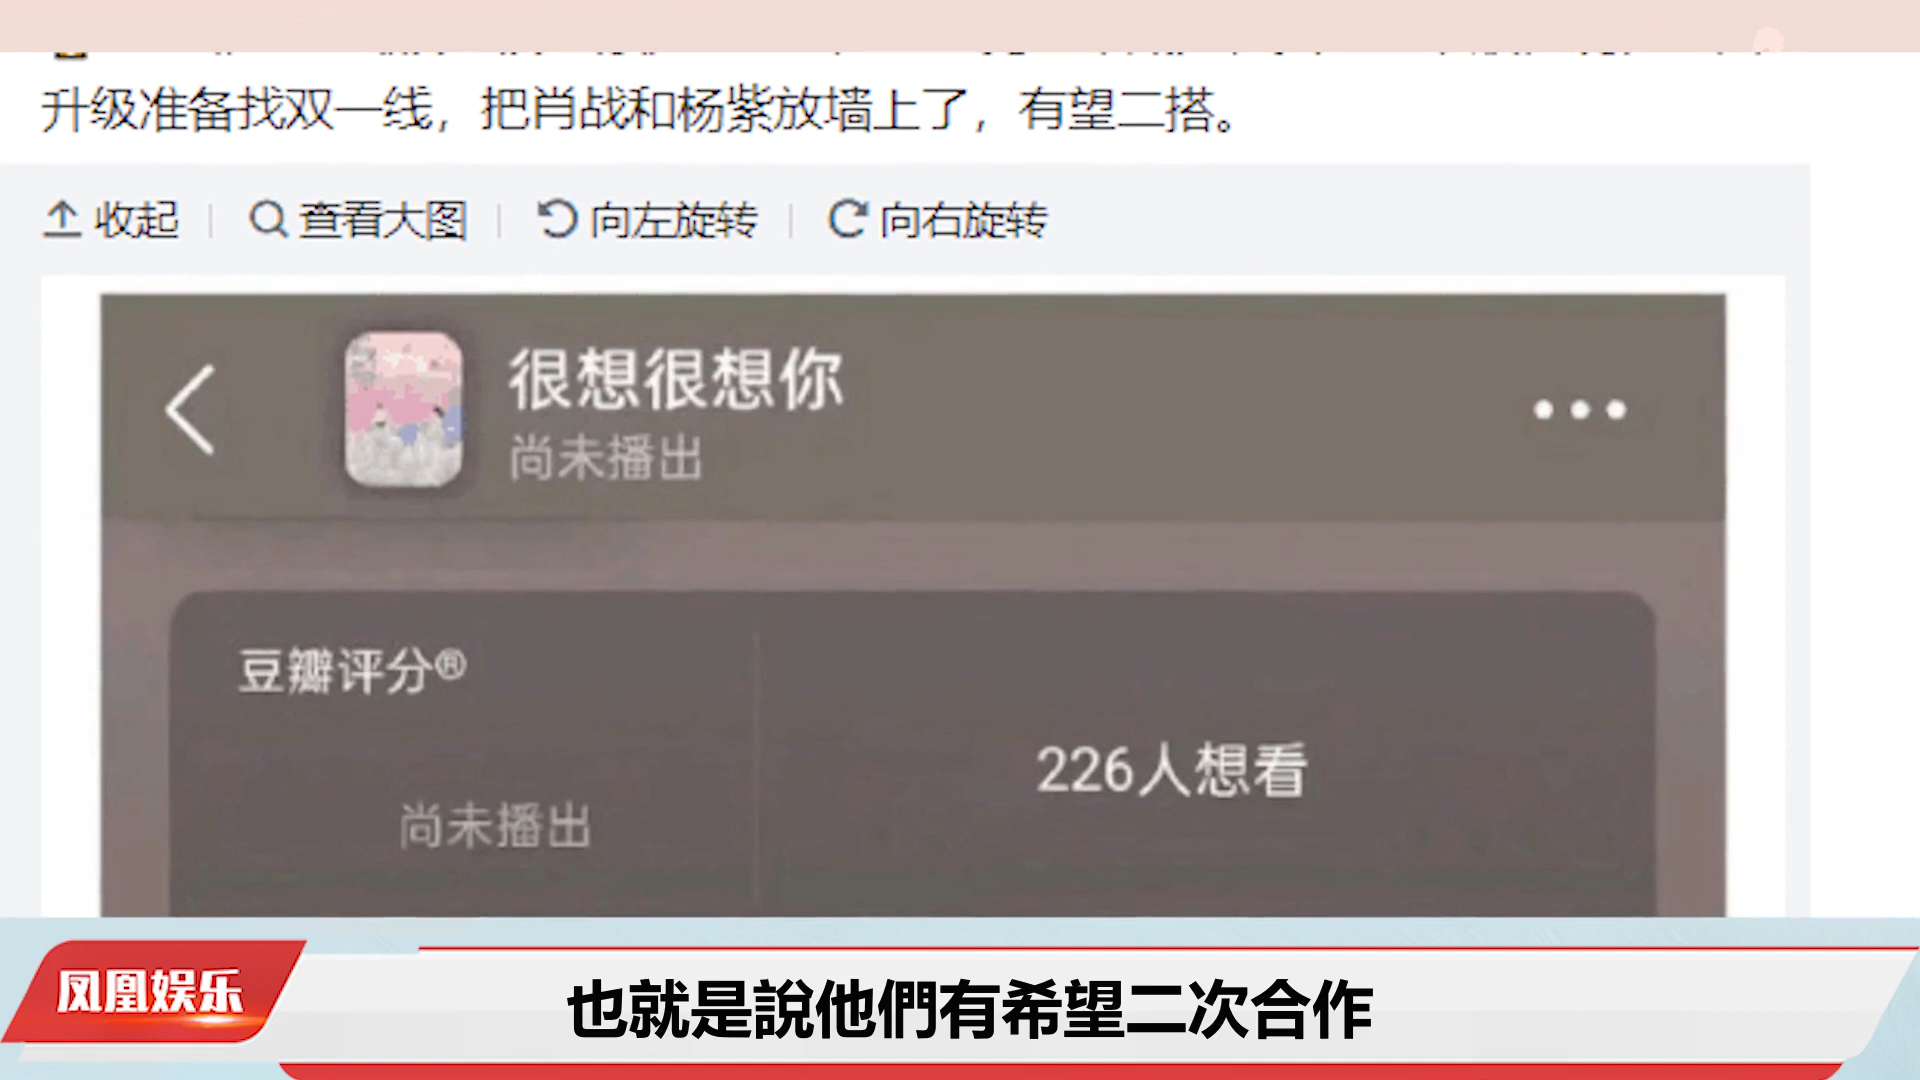 升级准备找双一线，把肖战和杨紫放墙上了，有望二搭。
收起 查看大图 向左旋转 向右旋转
很想很想你
尚未播出
豆瓣评分®
226人想看
尚未播出
凤凰娱乐
也就是說他們有希望二次合作